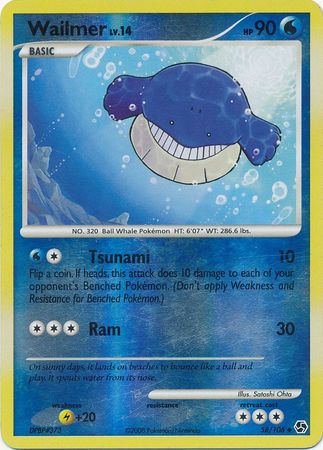 Wailmer LV.14 HP 90
BASIC
NO. 320 Ball Whale Pokémon HT: 6'07" WT: 286.6 lbs.
Tsunami 10
Flip a coin. If heads, this attack does 10 damage to each of your
opponent's Benched Pokémon. (Don't apply Weakness and
Resistance for Benched Pokémon.)
Ram 30
On sunny days, it lands on beaches to bounce like a ball and
play. It spouts water from its nose.
Illus. Satoshi Ohta
weakness resistance retreat cost
+20
DPBP#373 ©2008 Pokémon/Nintendo 58/106